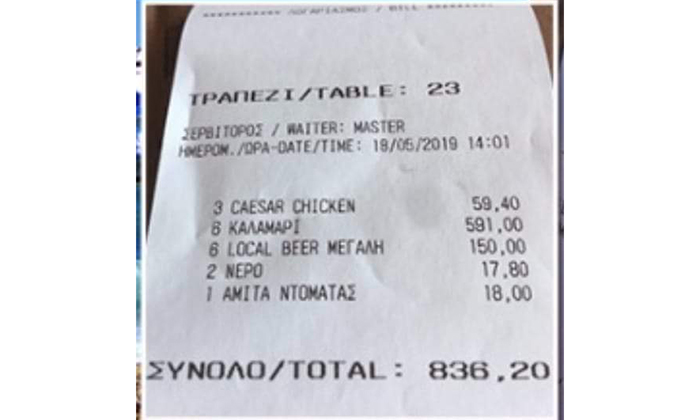 ********** ΛΟΓΑΡΙΑΣΜΟΣ / BILL **********
ΤΡΑΠΕΖΙ/TABLE: 23
ΣΕΡΒΙΤΟΡΟΣ / WAITER: MASTER
ΗΜΕΡΟΜ./ΩΡΑ-DATE/TIME: 18/05/2019 14:01
3 CAESAR CHICKEN 59,40
6 ΚΑΛΑΜΑΡΙ 591,00
6 LOCAL BEER ΜΕΓΑΛΗ 150,00
2 ΝΕΡΟ 17,80
1 ΑΜΙΤΑ ΝΤΟΜΑΤΑΣ 18,00
ΣΥΝΟΛΟ/TOTAL: 836,20